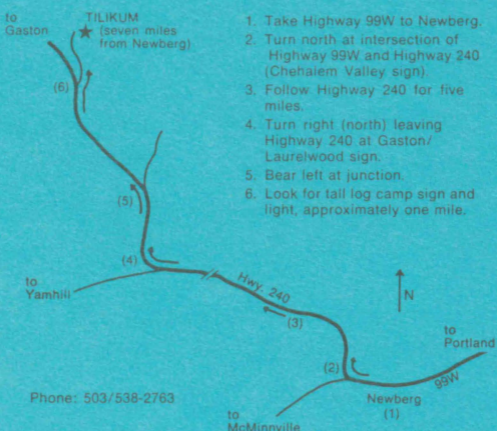 to
Gaston
TILIKUM
(seven miles
from Newberg)
1. Take Highway 99W to Newberg.
2. Turn north at intersection of
Highway 99W and Highway 240
(Chehalem Valley sign).
3. Follow Highway 240 for five
miles.
4. Turn right (north) leaving
Highway 240 at Gaston/
Laurelwood sign.
5. Bear left at junction.
6. Look for tall log camp sign and
light, approximately one mile.
(6)
(5)
(4)
to
Yamhill
Hwy. 240
(3)
N
to
Portland
(2)
99W
Newberg
(1)
Phone: 503/538-2763
to
McMinnville